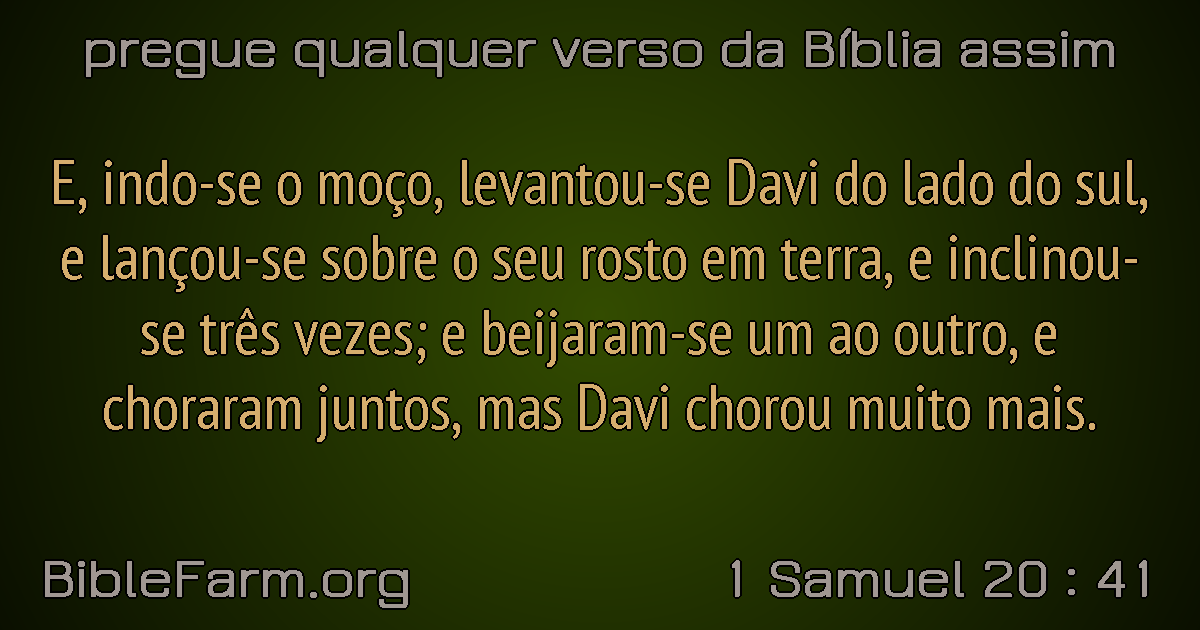 pregue qualquer verso da Bíblia assim
E, indo-se o moço, levantou-se Davi do lado do sul,
e lançou-se sobre o seu rosto em terra, e inclinou-
se três vezes; e beijaram-se um ao outro, e
choraram juntos, mas Davi chorou muito mais.
BibleFarm.org
1 Samuel 20 : 41